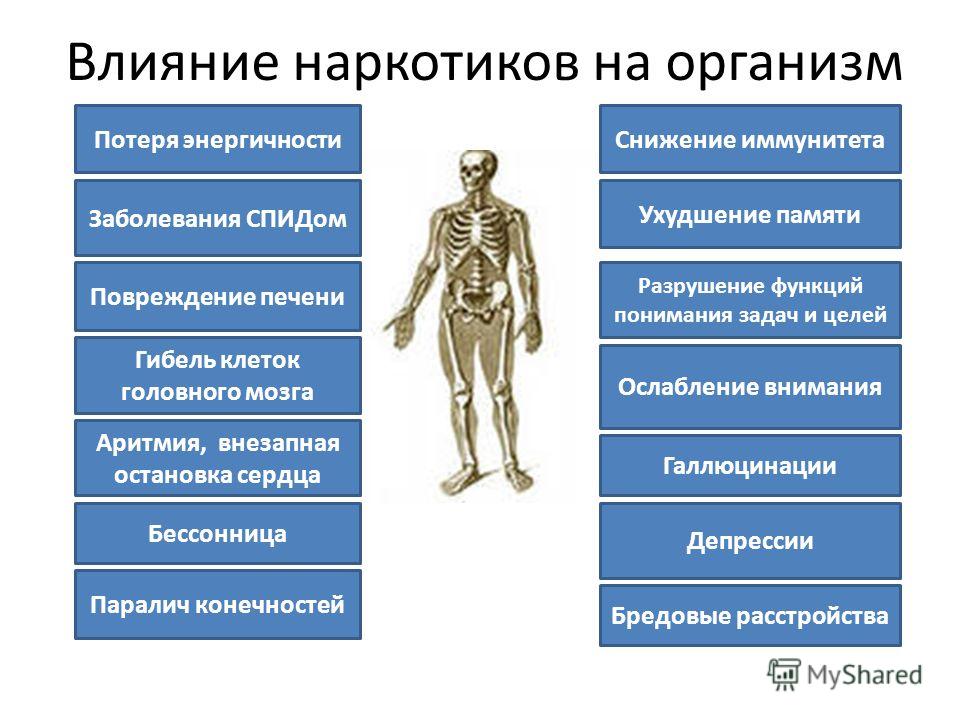 Влияние наркотиков на организм
Потеря энергичности
Заболевания СПИДом
Повреждение печени
Гибель клеток
головного мозга
Аритмия, внезапная
остановка сердца
Бессонница
Паралич конечностей
Снижение иммунитета
Ухудшение памяти
Разрушение функций
понимания задач и целей
Ослабление внимания
Галлюцинации
Депрессии
Бредовые расстройства
MyShared